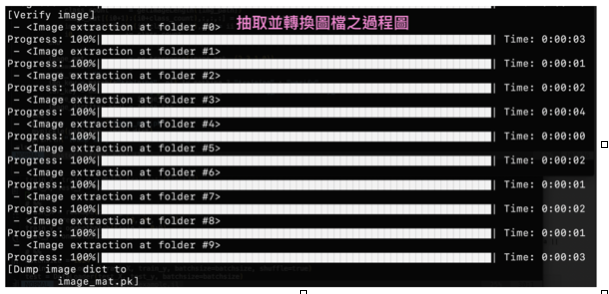 [Verify image]
抽取並轉換圖檔之過程圖
- <Image extraction at folder #0>
Progress: 100%| | Time: 0:00:03
- <Image extraction at folder #1>
Progress: 100%| | Time: 0:00:01
- <Image extraction at folder #2>
Progress: 100%| | Time: 0:00:02
- <Image extraction at folder #3>
Progress: 100%| | Time: 0:00:04
- <Image extraction at folder #4>
Progress: 100%| | Time: 0:00:00
- <Image extraction at folder #5>
Progress: 100%| | Time: 0:00:02
- <Image extraction at folder #6>
Progress: 100%| | Time: 0:00:01
- <Image extraction at folder #7>
Progress: 100%| | Time: 0:00:02
- <Image extraction at folder #8>
Progress: 100%| | Time: 0:00:01
- <Image extraction at folder #9>
Progress: 100%| | Time: 0:00:03
[Dump image dict to
image_mat.pk]